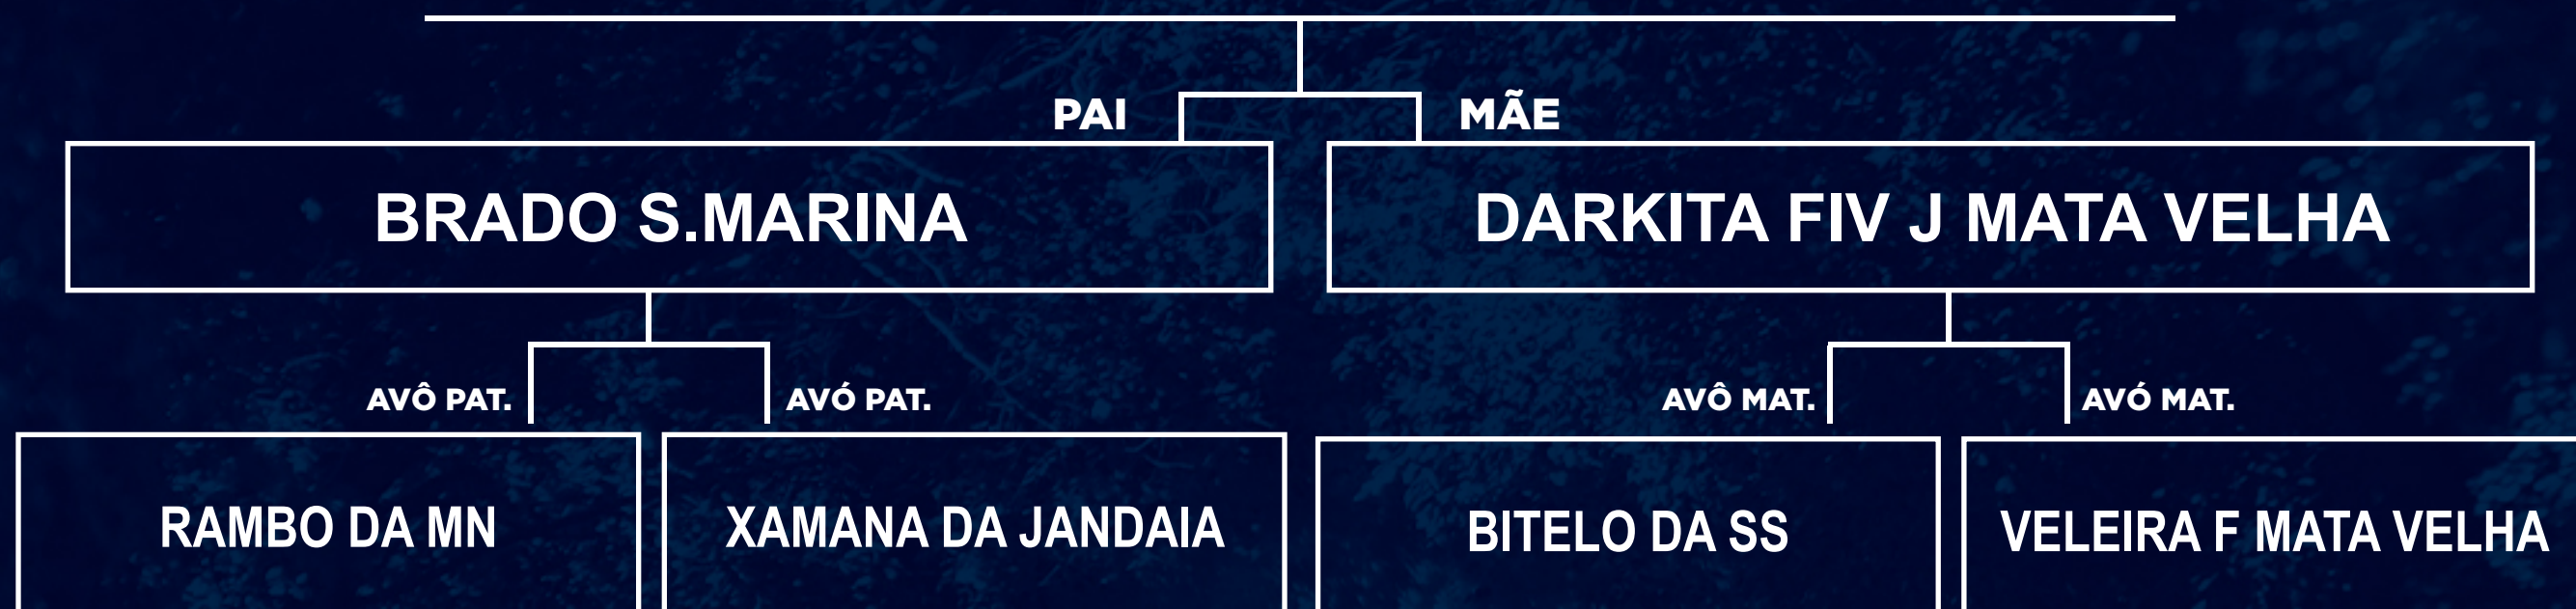 PAI
MÃE
BRADO S.MARINA
DARKITA FIV J MATA VELHA
AVÔ PAT.
AVÓ PAT.
AVÔ MAT.
AVÓ MAT.
RAMBO DA MN
XAMANA DA JANDAIA
BITELO DA SS
VELEIRA F MATA VELHA